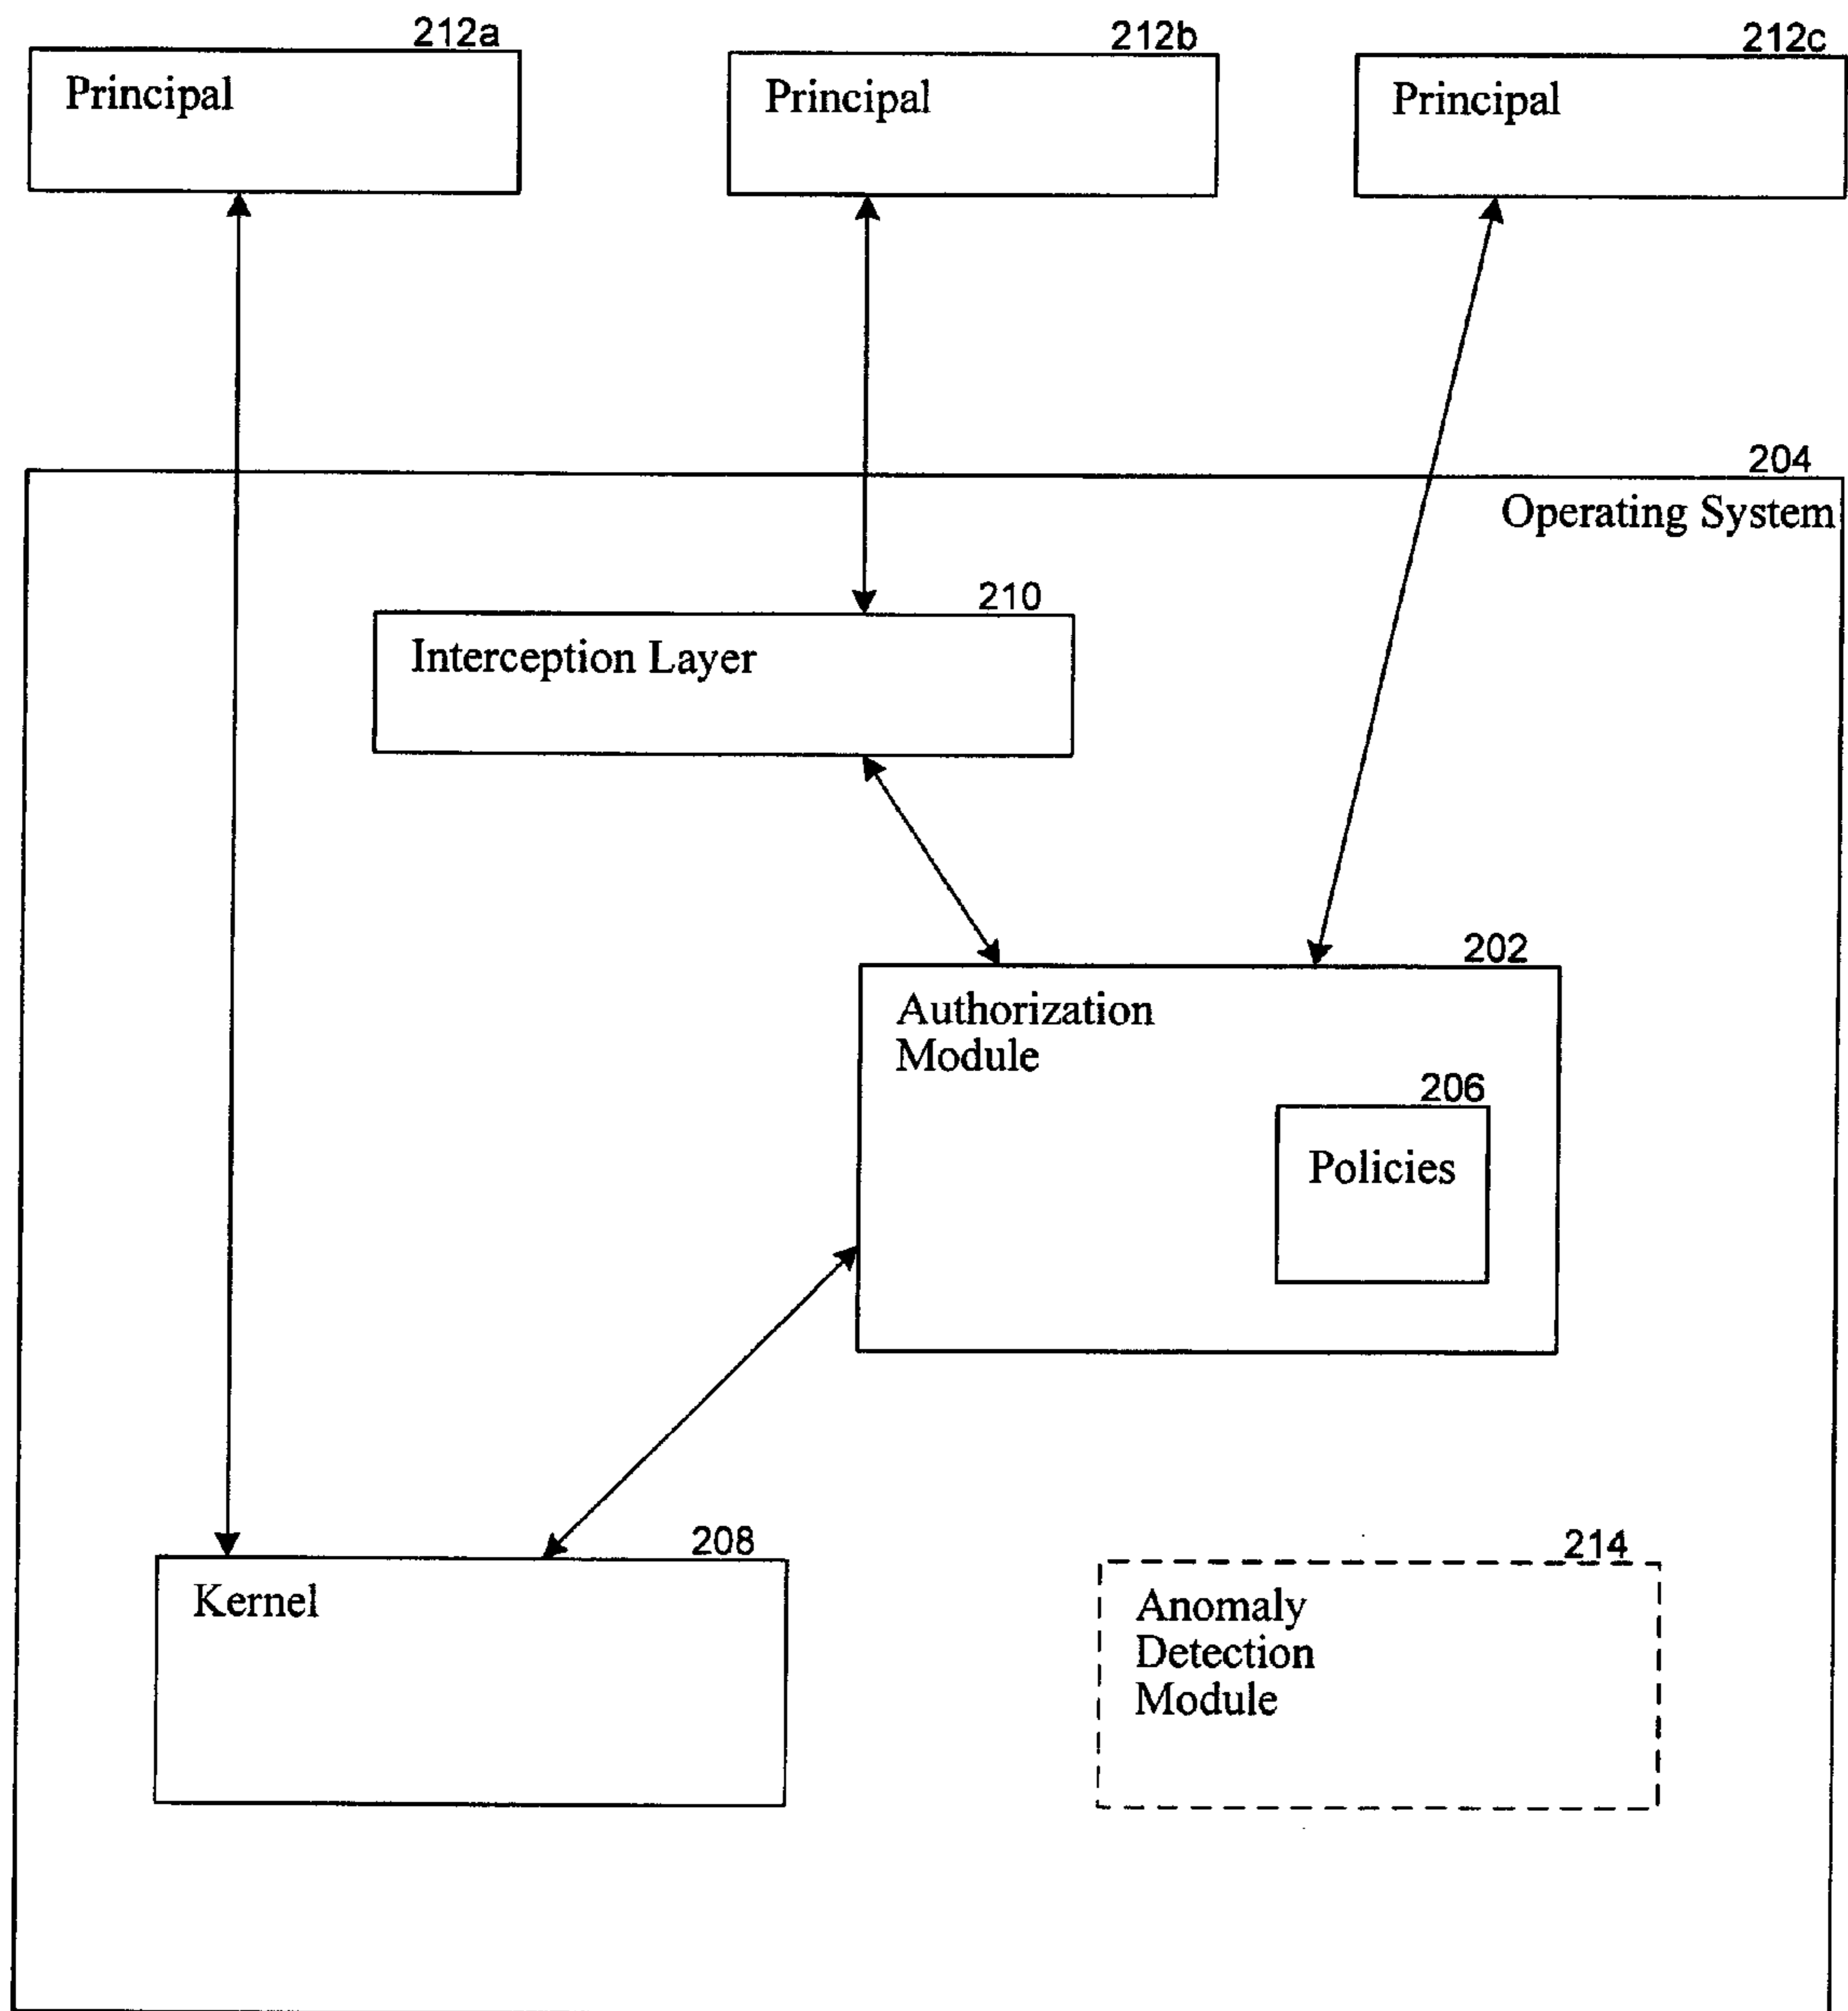 212a
Principal
212b
Principal
212c
Principal
204
Operating System
210
Interception Layer
202
Authorization
Module
206
Policies
208
Kernel
214
Anomaly
Detection
Module